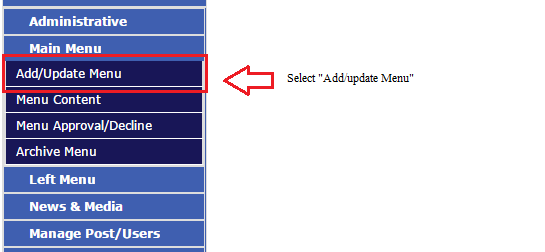 Administrative
Main Menu
Add/Update Menu
Select "Add/update Menu"
Menu Content
Menu Approval/Decline
Archive Menu
Left Menu
News & Media
Manage Post/Users